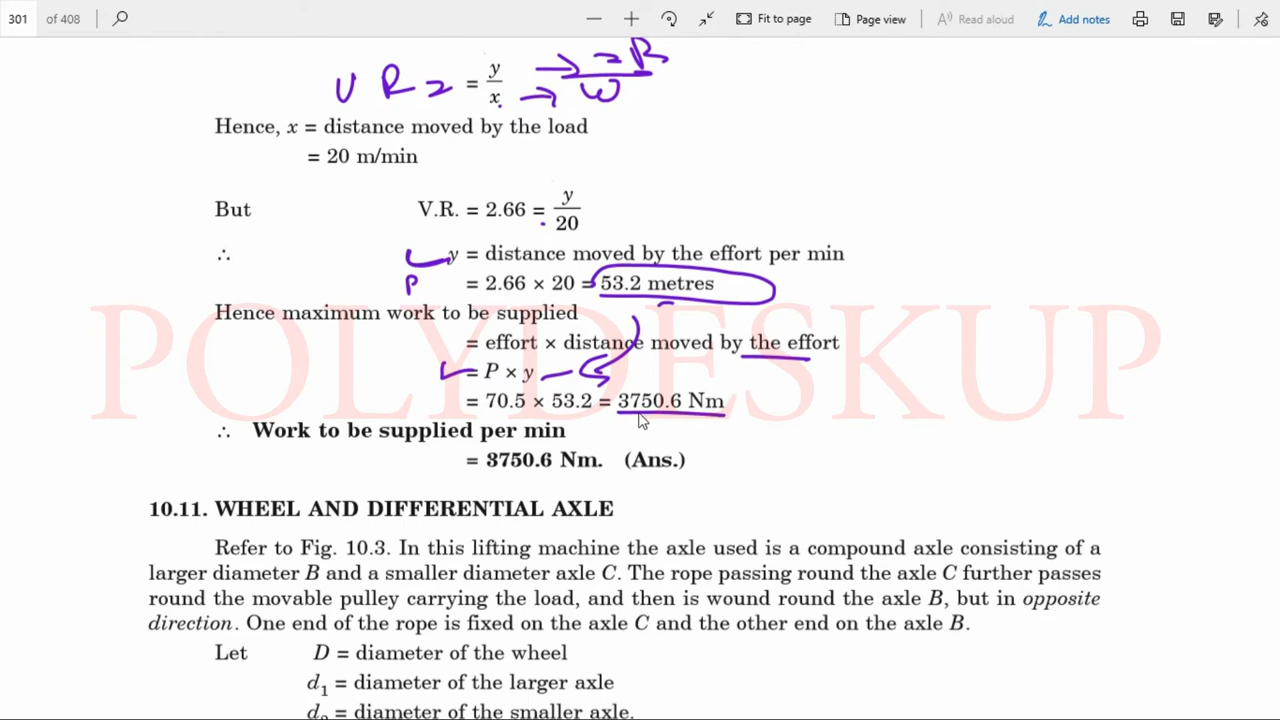 301 of 408 Fit to page Page view Read aloud Add notes
V R = y/x → → W
Hence, x = distance moved by the load
= 20 m/min
But V.R. = 2.66 = y/20
∴ y = distance moved by the effort per min
P = 2.66 × 20 = 53.2 metres
Hence maximum work to be supplied
= effort × distance moved by the effort
= P × y
= 70.5 × 53.2 = 3750.6 Nm
∴ Work to be supplied per min
= 3750.6 Nm. (Ans.)
POLYDESKUP
10.11. WHEEL AND DIFFERENTIAL AXLE
Refer to Fig. 10.3. In this lifting machine the axle used is a compound axle consisting of a
larger diameter B and a smaller diameter axle C. The rope passing round the axle C further passes
round the movable pulley carrying the load, and then is wound round the axle B, but in opposite
direction. One end of the rope is fixed on the axle C and the other end on the axle B.
Let D = diameter of the wheel
d₁ = diameter of the larger axle
d₂ = diameter of the smaller axle.